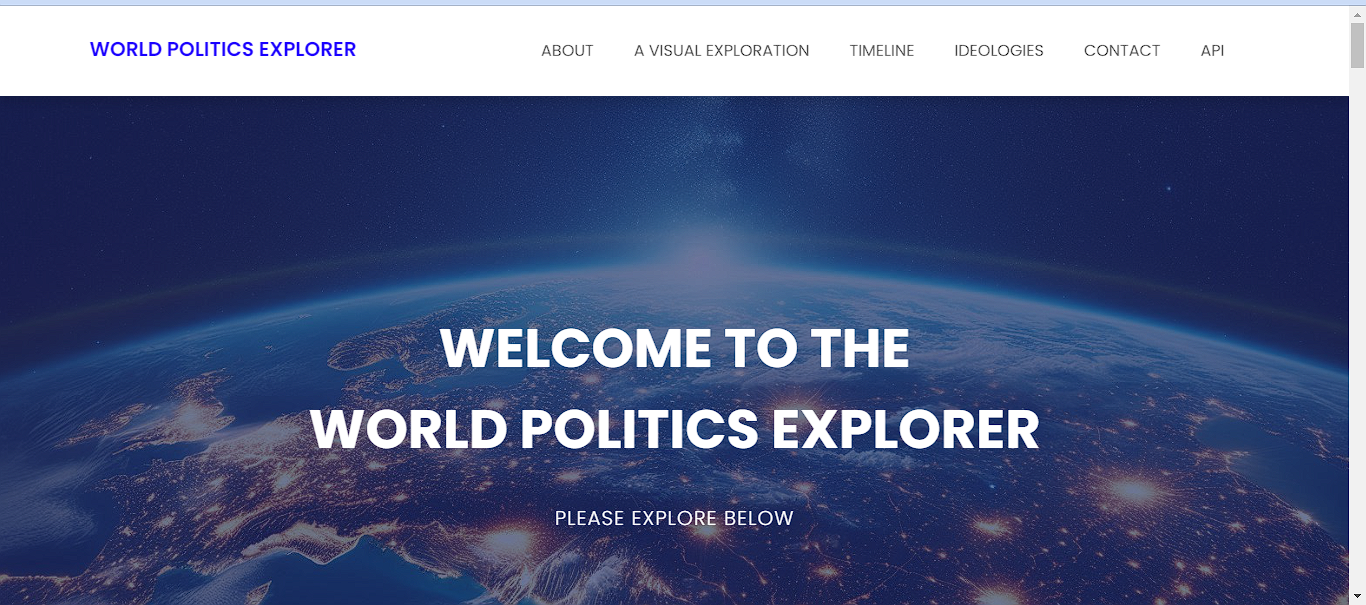 WORLD POLITICS EXPLORER
ABOUT A VISUAL EXPLORATION TIMELINE IDEOLOGIES CONTACT API
WELCOME TO THE
WORLD POLITICS EXPLORER
PLEASE EXPLORE BELOW